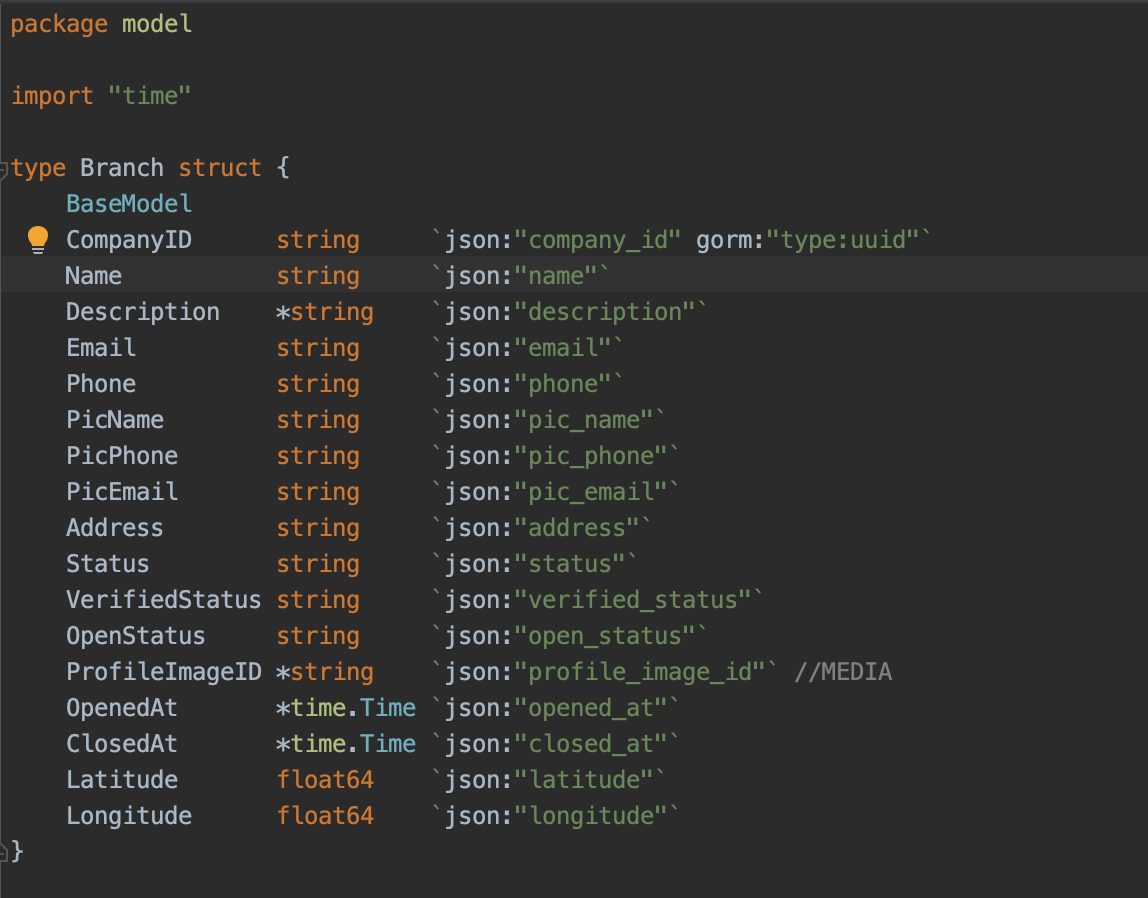 package model
import "time"
type Branch struct {
BaseModel
CompanyID string `json:"company_id" gorm:"type:uuid"`
Name string `json:"name"`
Description *string `json:"description"`
Email string `json:"email"`
Phone string `json:"phone"`
PicName string `json:"pic_name"`
PicPhone string `json:"pic_phone"`
PicEmail string `json:"pic_email"`
Address string `json:"address"`
Status string `json:"status"`
VerifiedStatus string `json:"verified_status"`
OpenStatus string `json:"open_status"`
ProfileImageID *string `json:"profile_image_id"` //MEDIA
OpenedAt *time.Time `json:"opened_at"`
ClosedAt *time.Time `json:"closed_at"`
Latitude float64 `json:"latitude"`
Longitude float64 `json:"longitude"`
}